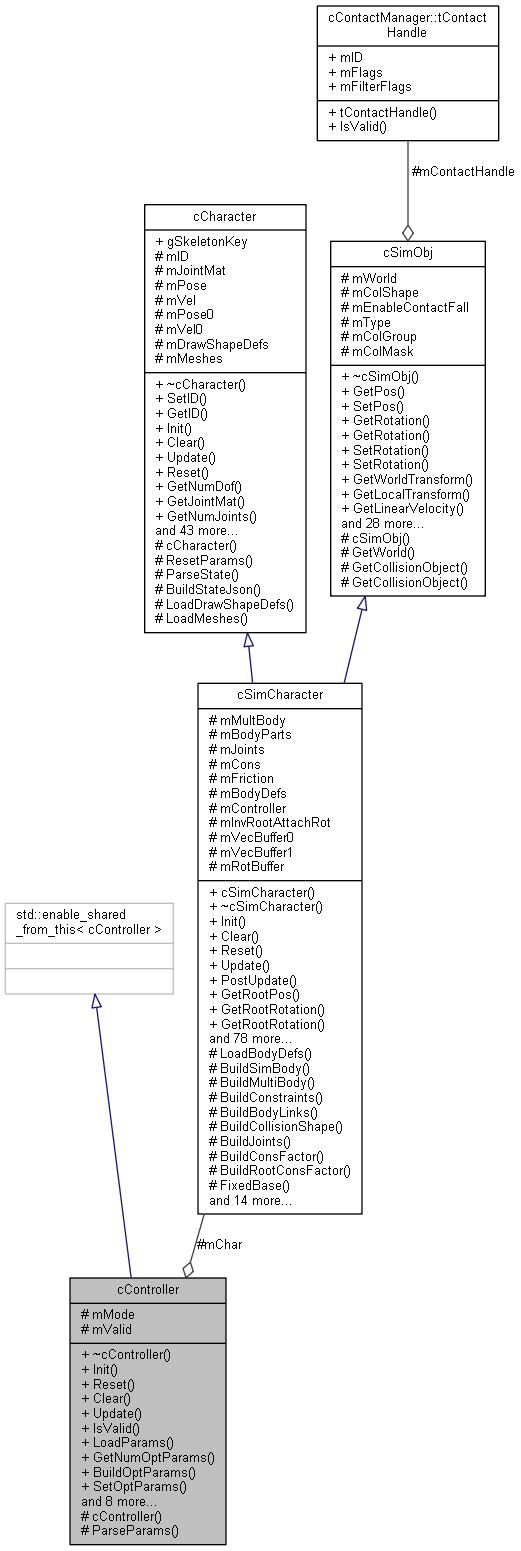 cContactManager::tContact
Handle
+ mID
+ mFlags
+ mFilterFlags
+ tContactHandle()
+ IsValid()
#mContactHandle
cCharacter
+ gSkeletonKey
# mID
# mJointMat
# mPose
# mVel
# mPose0
# mVel0
# mDrawShapeDefs
# mMeshes
+ ~cCharacter()
+ SetID()
+ GetID()
+ Init()
+ Clear()
+ Update()
+ Reset()
+ GetNumDof()
+ GetJointMat()
+ GetNumJoints()
and 43 more...
# cCharacter()
# ResetParams()
# ParseState()
# BuildStateJson()
# LoadDrawShapeDefs()
# LoadMeshes()
cSimObj
# mWorld
# mColShape
# mEnableContactFall
# mType
# mColGroup
# mColMask
+ ~cSimObj()
+ GetPos()
+ SetPos()
+ GetRotation()
+ GetRotation()
+ SetRotation()
+ SetRotation()
+ GetWorldTransform()
+ GetLocalTransform()
+ GetLinearVelocity()
and 28 more...
# cSimObj()
# GetWorld()
# GetCollisionObject()
# GetCollisionObject()
cSimCharacter
# mMultBody
# mBodyParts
# mJoints
# mCons
# mFriction
# mBodyDefs
# mController
# mInvRootAttachRot
# mVecBuffer0
# mVecBuffer1
# mRotBuffer
+ cSimCharacter()
+ ~cSimCharacter()
+ Init()
+ Clear()
+ Reset()
+ Update()
+ PostUpdate()
+ GetRootPos()
+ GetRootRotation()
+ GetRootRotation()
and 78 more...
# LoadBodyDefs()
# BuildSimBody()
# BuildMultiBody()
# BuildConstraints()
# BuildBodyLinks()
# BuildCollisionShape()
# BuildJoints()
# BuildConsFactor()
# BuildRootConsFactor()
# FixedBase()
and 14 more...
std::enable_shared
_from_this< cController >
#mChar
cController
# mMode
# mValid
+ ~cController()
+ Init()
+ Reset()
+ Clear()
+ Update()
+ IsValid()
+ LoadParams()
+ GetNumOptParams()
+ BuildOptParams()
+ SetOptParams()
and 8 more...
# cController()
# ParseParams()